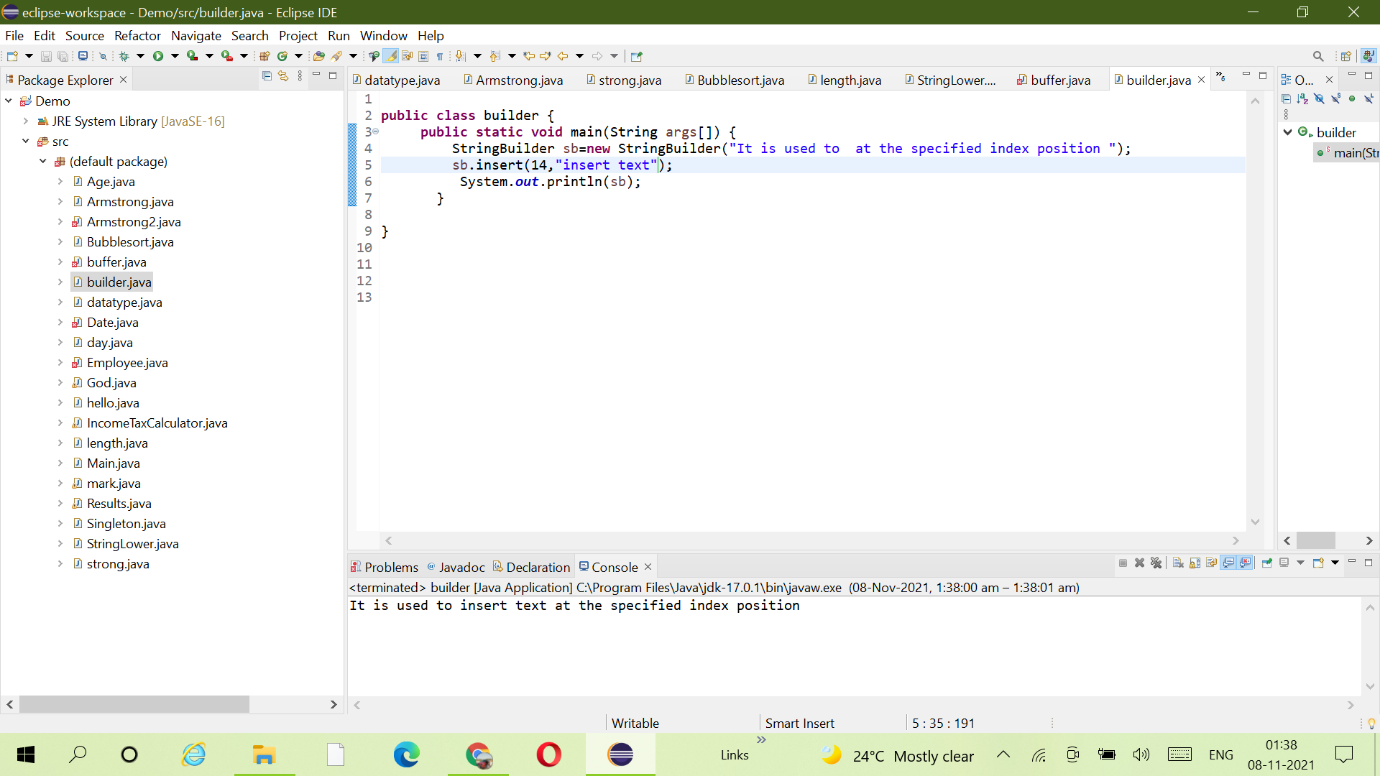 eclipse-workspace - Demo/src/builder.java - Eclipse IDE
File Edit Source Refactor Navigate Search Project Run Window Help
Package Explorer
Demo
JRE System Library [JavaSE-16]
src
(default package)
Age.java
Armstrong.java
Armstrong2.java
Bubblesort.java
buffer.java
builder.java
datatype.java
Date.java
day.java
Employee.java
God.java
hello.java
IncomeTaxCalculator.java
length.java
Main.java
mark.java
Results.java
Singleton.java
StringLower.java
strong.java
datatype.java Armstrong.java strong.java Bubblesort.java length.java StringLower.... buffer.java builder.java »6
1
2 public class builder {
3 public static void main(String args[]) {
4 StringBuilder sb=new StringBuilder("It is used to  at the specified index position ");
5 sb.insert(14,"insert text");
6 System.out.println(sb);
7 }
8
9 }
10
11
12
13
O...
builder
main(Str
Problems Javadoc Declaration Console
<terminated> builder [Java Application] C:\Program Files\Java\jdk-17.0.1\bin\javaw.exe (08-Nov-2021, 1:38:00 am – 1:38:01 am)
It is used to insert text at the specified index position
Writable Smart Insert 5 : 35 : 191
Links » 24°C Mostly clear ENG 01:38
08-11-2021